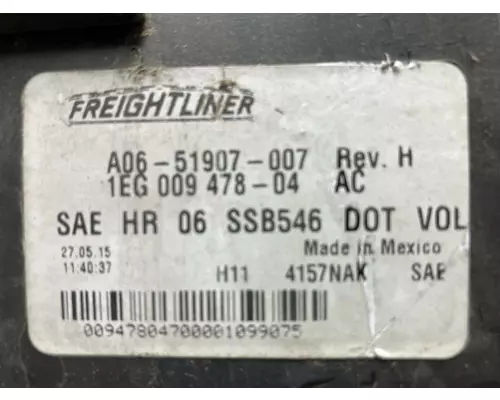 FREIGHTLINER
A06-51907-007 Rev. H
1EG 009 478-04 AC
SAE HR 06 SSB546 DOT VOL
27.05.15 Made in Mexico
11:40:37 H11 4157NAK SAE
00947804700001099075